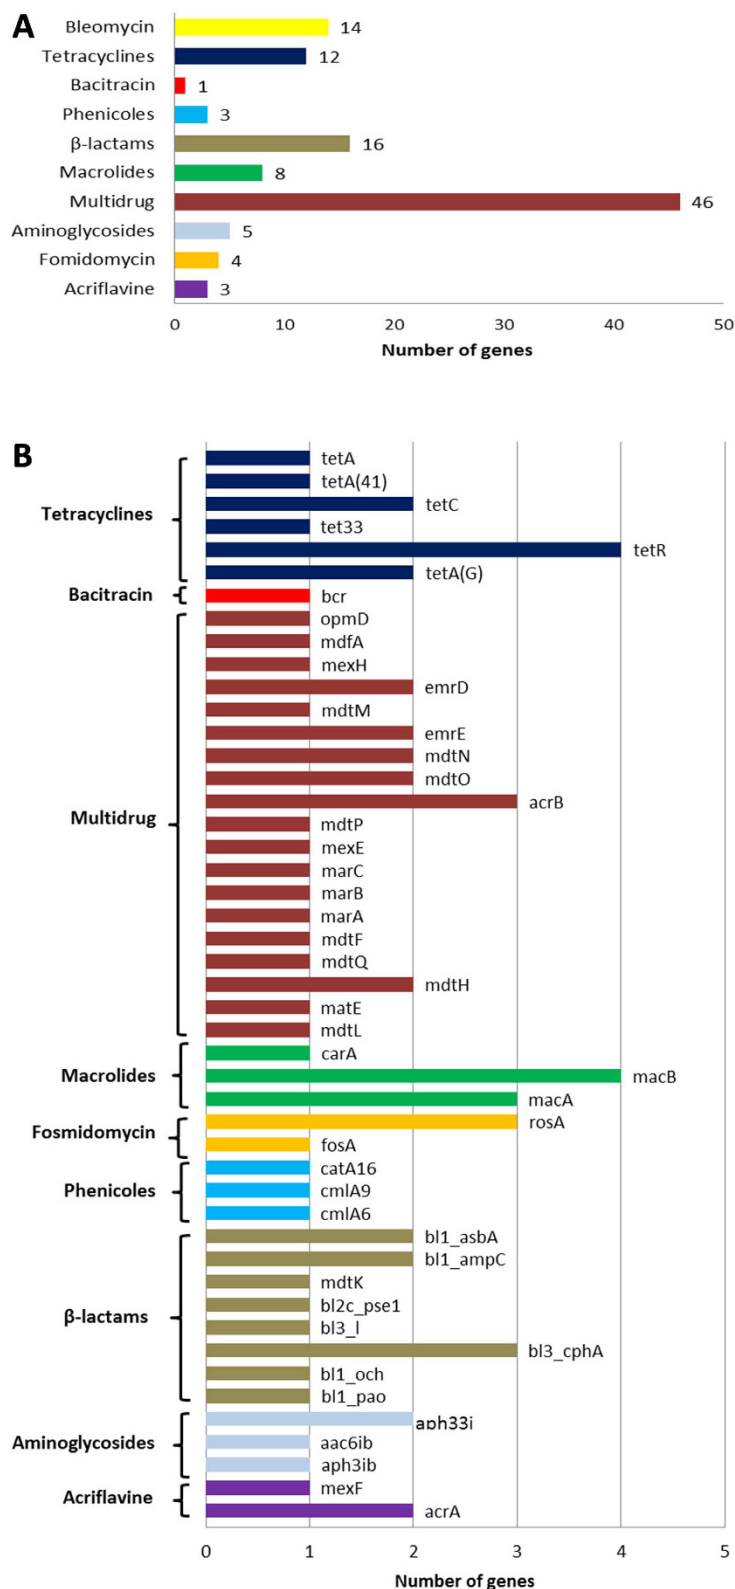 A
Bleomycin 14
Tetracyclines 12
Bacitracin 1
Phenicoles 3
β-lactams 16
Macrolides 8
Multidrug 46
Aminoglycosides 5
Fomidomycin 4
Acriflavine 3
0 10 20 30 40 50
Number of genes
B
tetA
tetA(41)
Tetracyclines
tetC
tet33
tetR
tetA(G)
Bacitracin
bcr
opmD
mdfA
mexH
emrD
mdtM
emrE
mdtN
mdtO
acrB
Multidrug
mdtP
mexE
marC
marB
marA
mdtF
mdtQ
mdtH
matE
mdtL
carA
Macrolides
macB
macA
rosA
Fosmidomycin
fosA
catA16
Phenicoles
cmlA9
cmlA6
bl1_asbA
bl1_ampC
mdtK
bl2c_pse1
β-lactams
bl3_l
bl3_cphA
bl1_och
bl1_pao
aph33i
Aminoglycosides
aac6ib
aph3ib
mexF
Acriflavine
acrA
0 1 2 3 4 5
Number of genes